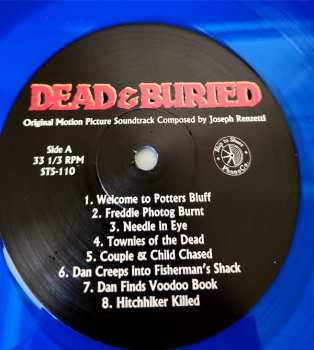 DEAD & BURIED
Original Motion Picture Soundtrack Composed by Joseph Renzetti
Side A
33 1/3 RPM
STS-110
1. Welcome to Potters Bluff
2. Freddie Photog Burnt
3. Needle in Eye
4. Townies of the Dead
5. Couple & Child Chased
6. Dan Creeps into Fisherman's Shack
7. Dan Finds Voodoo Book
8. Hitchhiker Killed